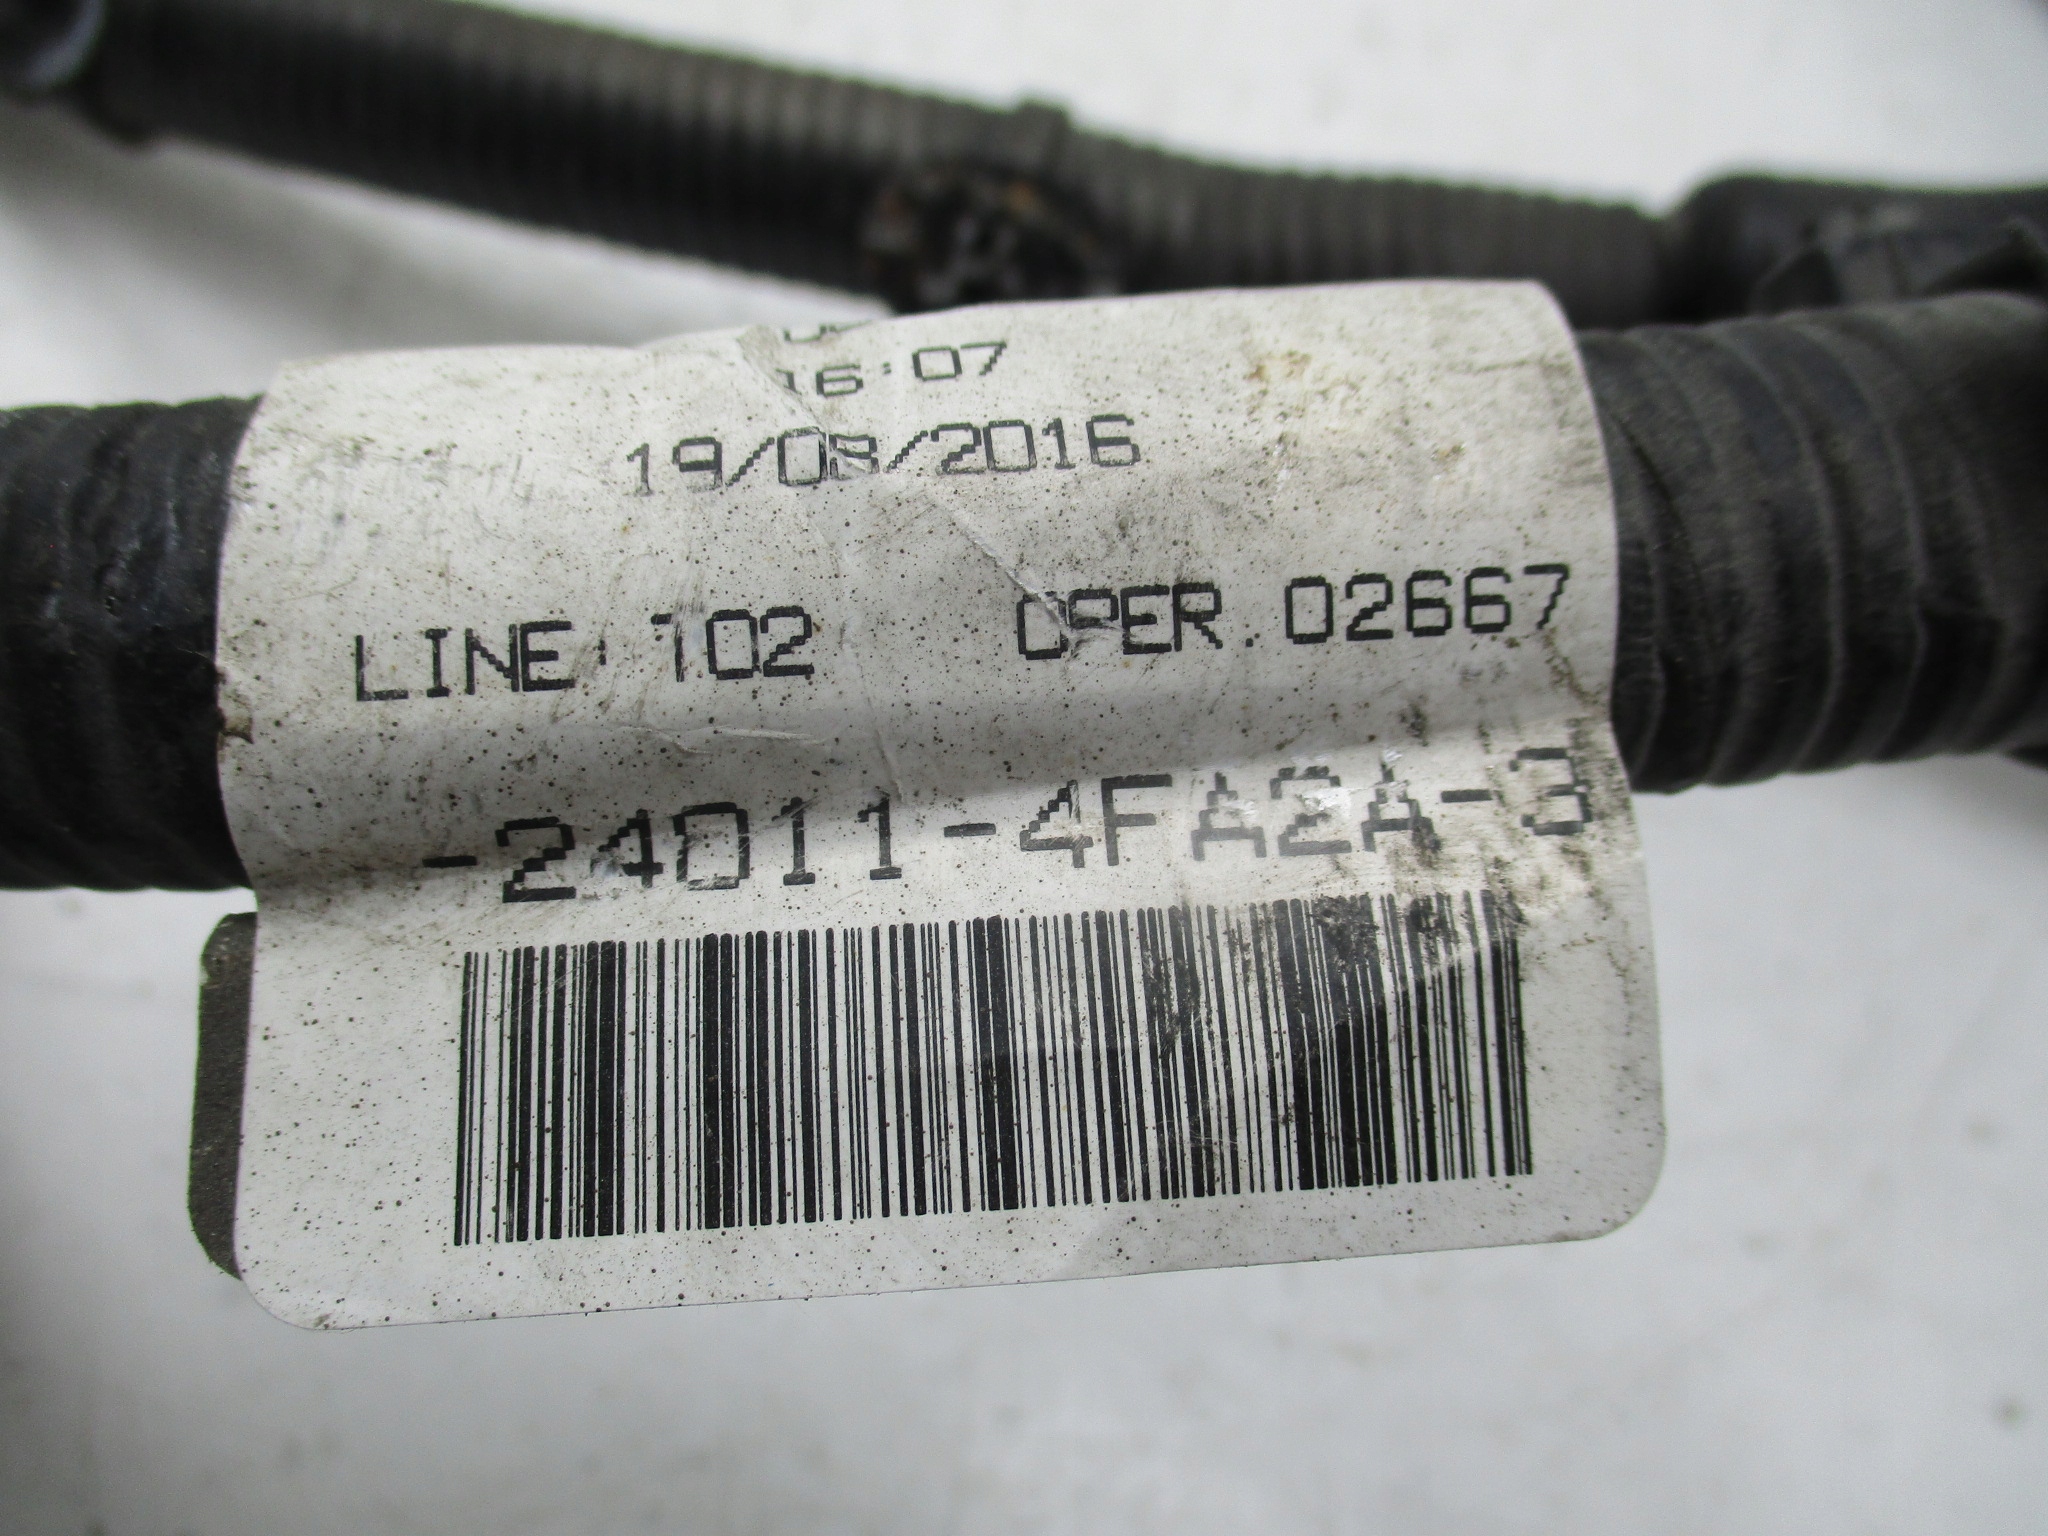 16:07
19/08/2016
LINE: 102 OPER. 02667
-24011-4FA2A-3